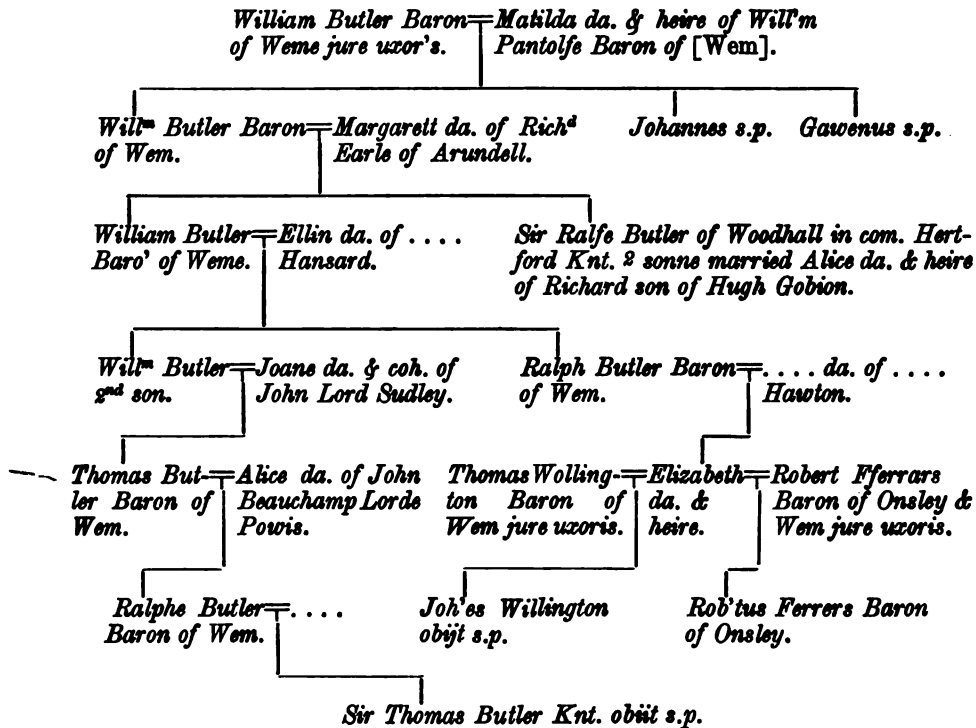 William Butler Baron
of Weme jure uxor's.
Matilda da. & heire of Will'm
Pantolfe Baron of [Wem].
Willᵐ Butler Baron
of Wem.
Margarett da. of Richᵈ
Earle of Arundell.
Johannes s.p.
Gawenus s.p.
William Butler
Baro' of Weme.
Ellin da. of . . . .
Hansard.
Sir Ralfe Butler of Woodhall in com. Hert-
ford Knt. 2 sonne married Alice da. & heire
of Richard son of Hugh Gobion.
Willᵐ Butler
2ⁿᵈ son.
Joane da. & coh. of
John Lord Sudley.
Ralph Butler Baron
of Wem.
. . . . da. of . . . .
Hawton.
Thomas But-
ler Baron of
Wem.
Alice da. of John
Beauchamp Lorde
Powis.
Thomas Wolling-
ton Baron of
Wem jure uxoris.
Elizabeth
da. &
heire.
Robert Fferrars
Baron of Onsley &
Wem jure uxoris.
Ralphe Butler
Baron of Wem.
. . . .
Joh'es Willington
obijt s.p.
Rob'tus Ferrers Baron
of Onsley.
Sir Thomas Butler Knt. obiit s.p.